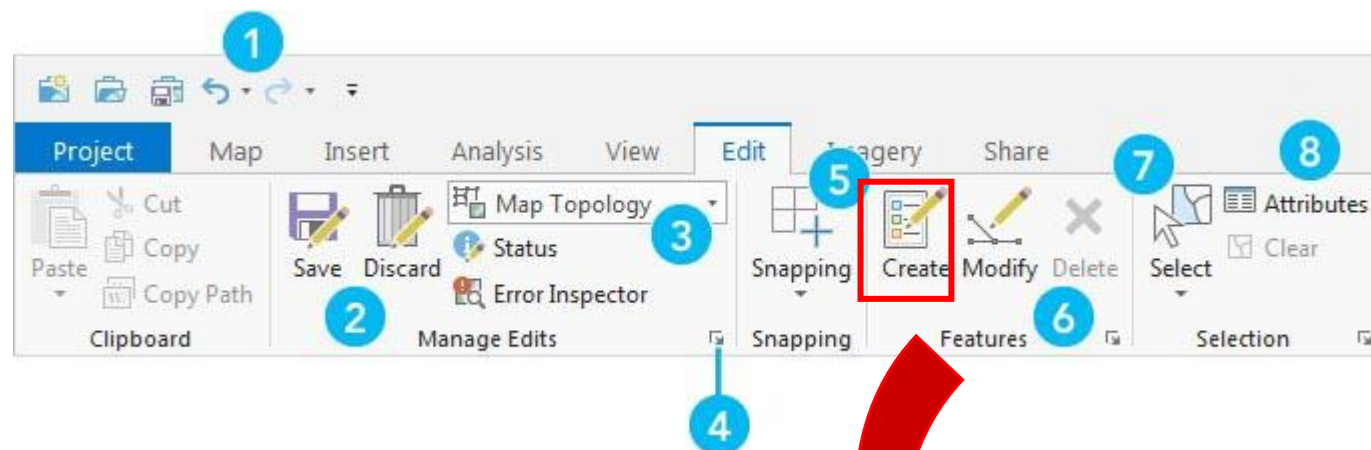 1
Project Map Insert Analysis View Edit Imagery Share
5 7 8
Cut
Copy
Copy Path
Paste
Clipboard
Save Discard
2
Map Topology
3
Status
Error Inspector
Manage Edits
4
Snapping
Snapping
Create Modify Delete
6
Features
Select
Attributes
Clear
Selection